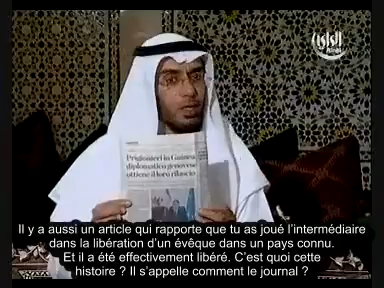 الراي
Prigionieri in Guinea
diplomatico genovese
ottiene il loro rilascio
Il y a aussi un article qui rapporte que tu as joué l'intermédiaire
dans la libération d'un évêque dans un pays connu.
Et il a été effectivement libéré. C'est quoi cette
histoire ? Il s'appelle comment le journal ?